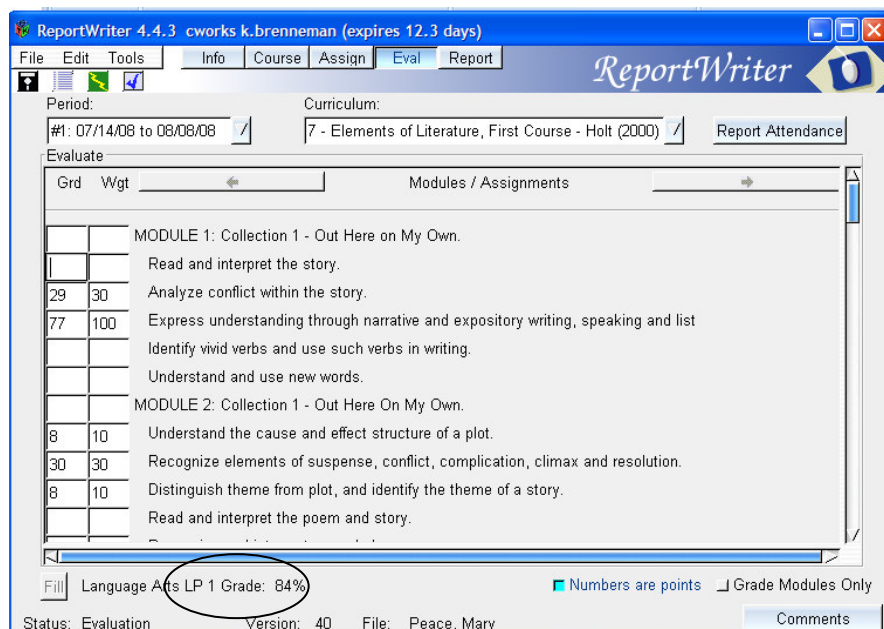 ReportWriter 4.4.3 cworks k.brenneman (expires 12.3 days)
File Edit Tools Info Course Assign Eval Report
ReportWriter
Period: Curriculum:
#1: 07/14/08 to 08/08/08 7 - Elements of Literature, First Course - Holt (2000) Report Attendance
Evaluate
Grd Wgt Modules / Assignments
MODULE 1: Collection 1 - Out Here on My Own.
Read and interpret the story.
29 30 Analyze conflict within the story.
77 100 Express understanding through narrative and expository writing, speaking and list
Identify vivid verbs and use such verbs in writing.
Understand and use new words.
MODULE 2: Collection 1 - Out Here On My Own.
8 10 Understand the cause and effect structure of a plot.
30 30 Recognize elements of suspense, conflict, complication, climax and resolution.
8 10 Distinguish theme from plot, and identify the theme of a story.
Read and interpret the poem and story.
Fill Language Arts LP 1 Grade: 84% Numbers are points Grade Modules Only
Status: Evaluation Version: 40 File: Peace, Mary Comments